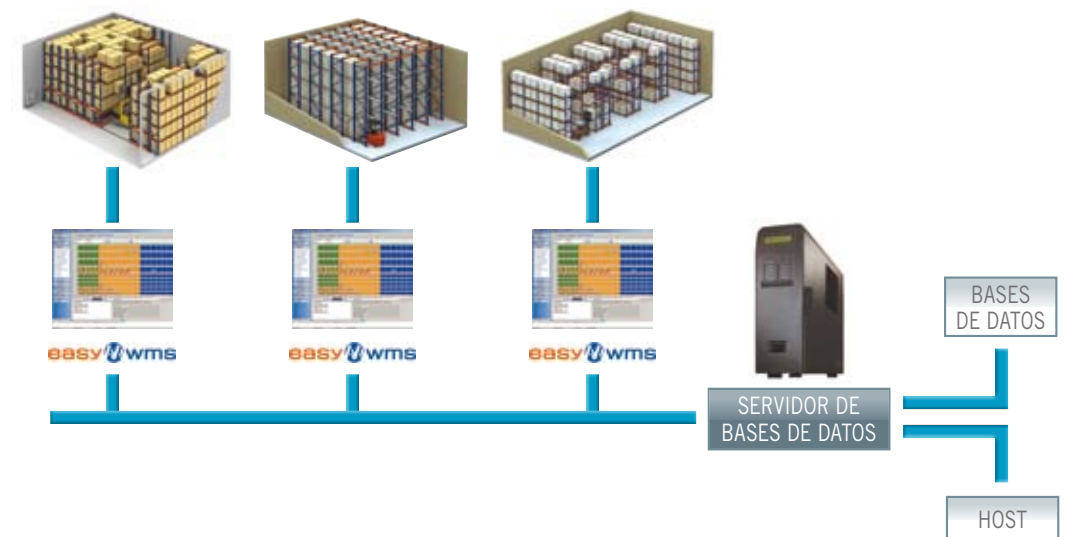 easy wms
easy wms
easy wms
BASES
DE DATOS
SERVIDOR DE
BASES DE DATOS
HOST